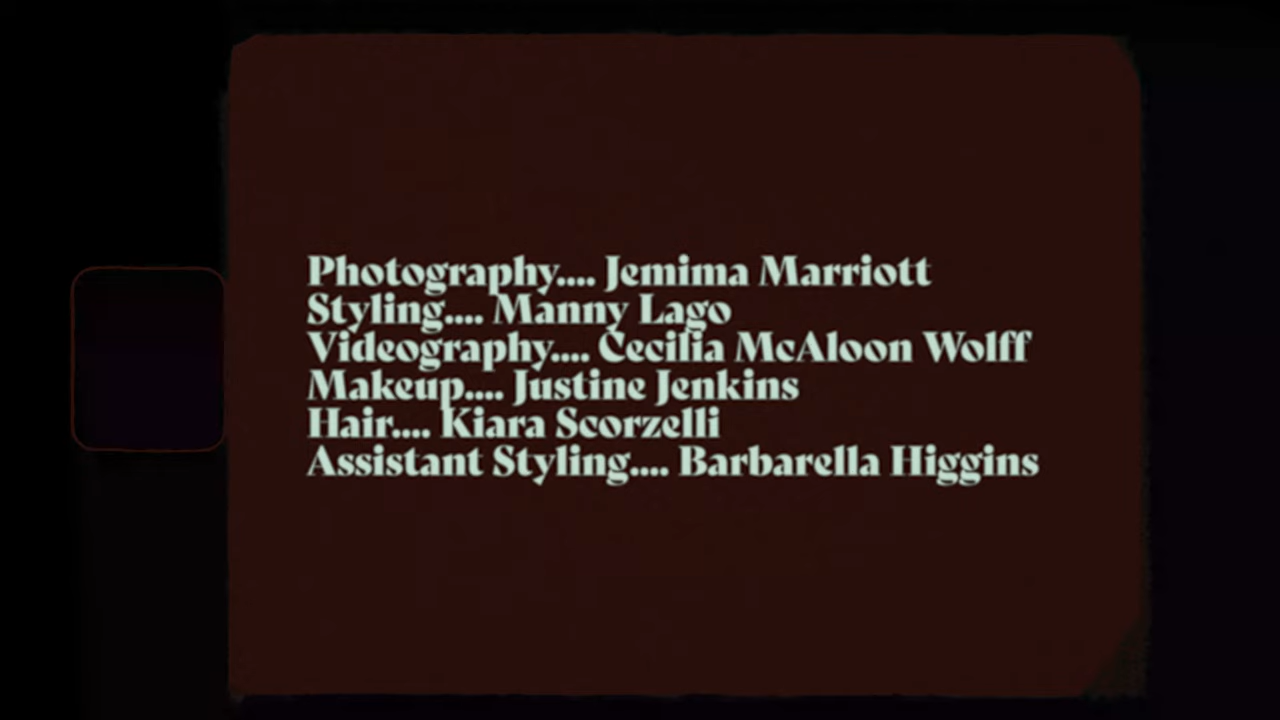 Photography.... Jemima Marriott
Styling.... Manny Lago
Videography.... Cecilia McAloon Wolff
Makeup.... Justine Jenkins
Hair.... Kiara Scorzelli
Assistant Styling.... Barbarella Higgins